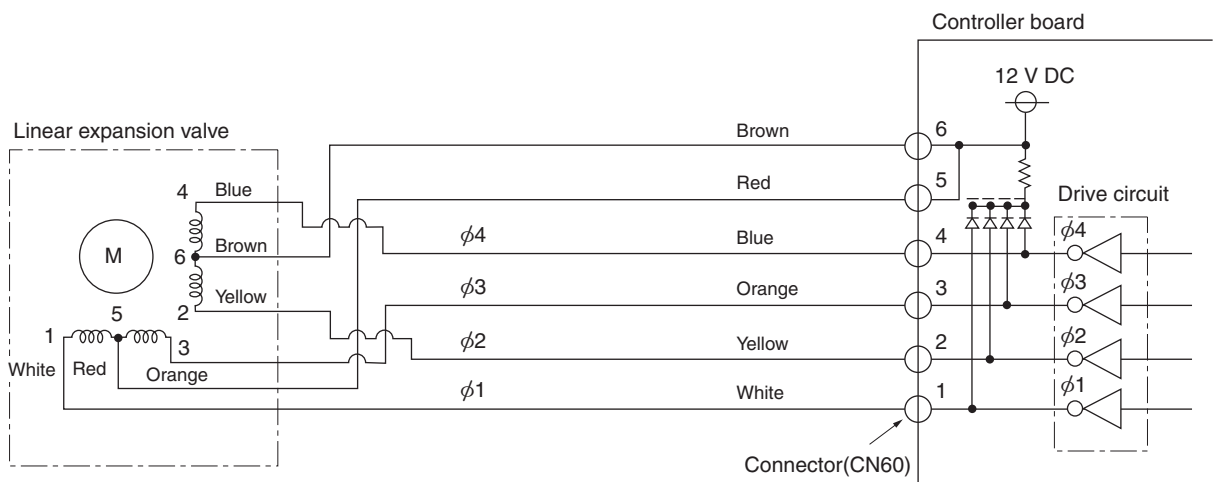 Controller board
12 V DC
Linear expansion valve
Brown
6
Red
5
Drive circuit
4
Blue
ϕ4
Blue
4
ϕ4
M
6
Brown
ϕ3
Orange
3
ϕ3
2
Yellow
5
1
3
ϕ2
Yellow
2
ϕ2
White
Red
Orange
ϕ1
White
1
ϕ1
Connector(CN60)